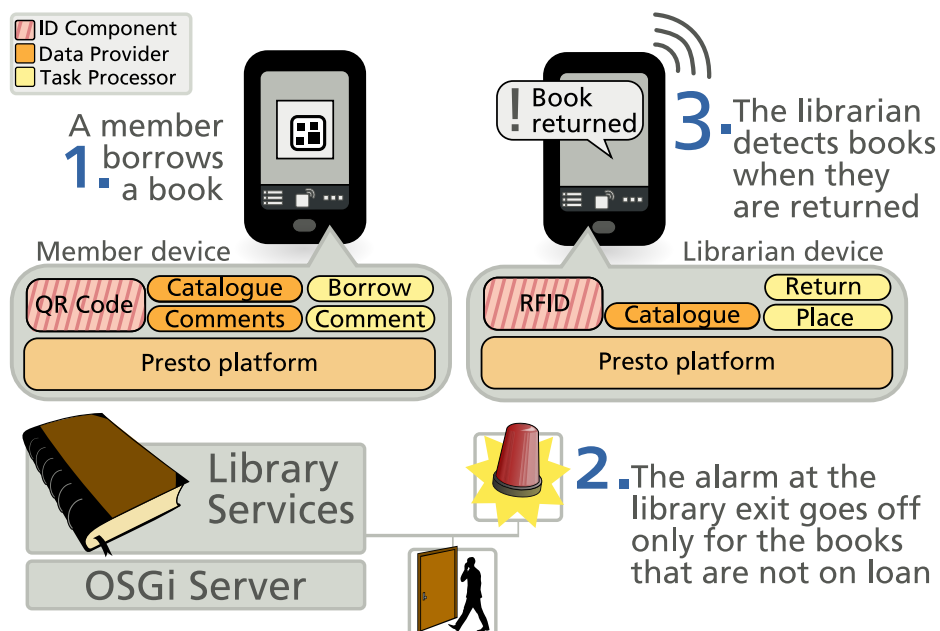 ID Component
Data Provider
Task Processor
A member
1. borrows
a book
! Book
returned
3. The librarian
detects books
when they
are returned
Member device
QR Code
Catalogue
Borrow
Comments
Comment
Presto platform
Librarian device
RFID
Catalogue
Return
Place
Presto platform
Library
Services
OSGi Server
2. The alarm at the
library exit goes off
only for the books
that are not on loan